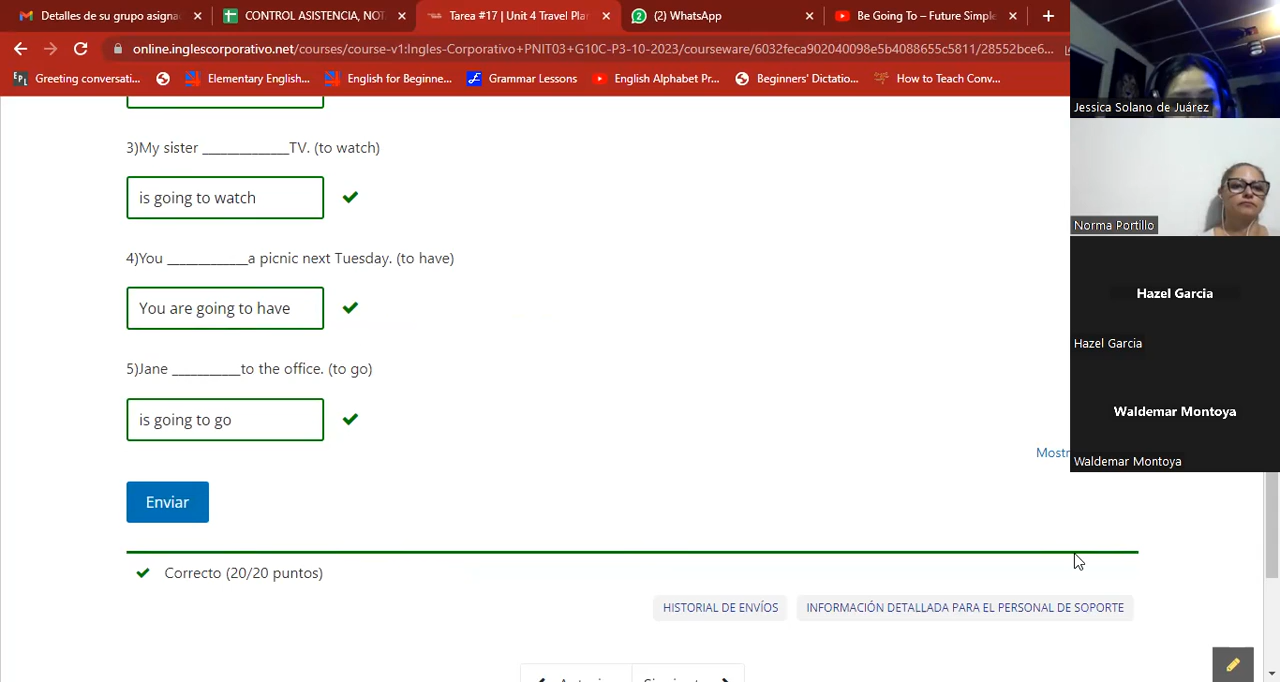 Detalles de su grupo asigna
CONTROL ASISTENCIA, NOT
Tarea #17 | Unit 4 Travel Plan
(2) WhatsApp
Be Going To – Future Simple
online.inglescorporativo.net/courses/course-v1:Ingles-Corporativo+PNIT03+G10C-P3-10-2023/courseware/6032feca902040098e5b4088655c5811/28552bce6...
Greeting conversati...
Elementary English...
English for Beginne...
Grammar Lessons
English Alphabet Pr...
Beginners' Dictatio...
How to Teach Conv...
Jessica Solano de Juárez
Norma Portillo
Hazel Garcia
Hazel Garcia
Waldemar Montoya
Waldemar Montoya
3)My sister ______________TV. (to watch)
is going to watch
4)You _____________a picnic next Tuesday. (to have)
You are going to have
5)Jane ___________to the office. (to go)
is going to go
Mostr
Enviar
Correcto (20/20 puntos)
HISTORIAL DE ENVÍOS
INFORMACIÓN DETALLADA PARA EL PERSONAL DE SOPORTE